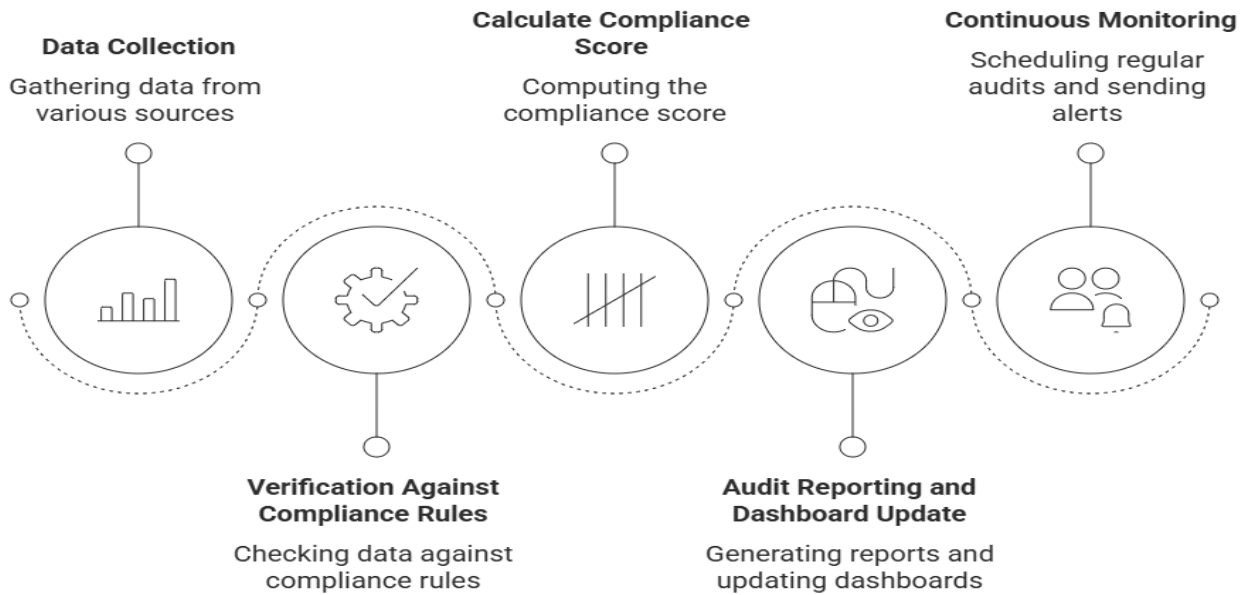 Data Collection
Gathering data from
various sources
Verification Against
Compliance Rules
Checking data against
compliance rules
Calculate Compliance
Score
Computing the
compliance score
Audit Reporting and
Dashboard Update
Generating reports and
updating dashboards
Continuous Monitoring
Scheduling regular
audits and sending
alerts